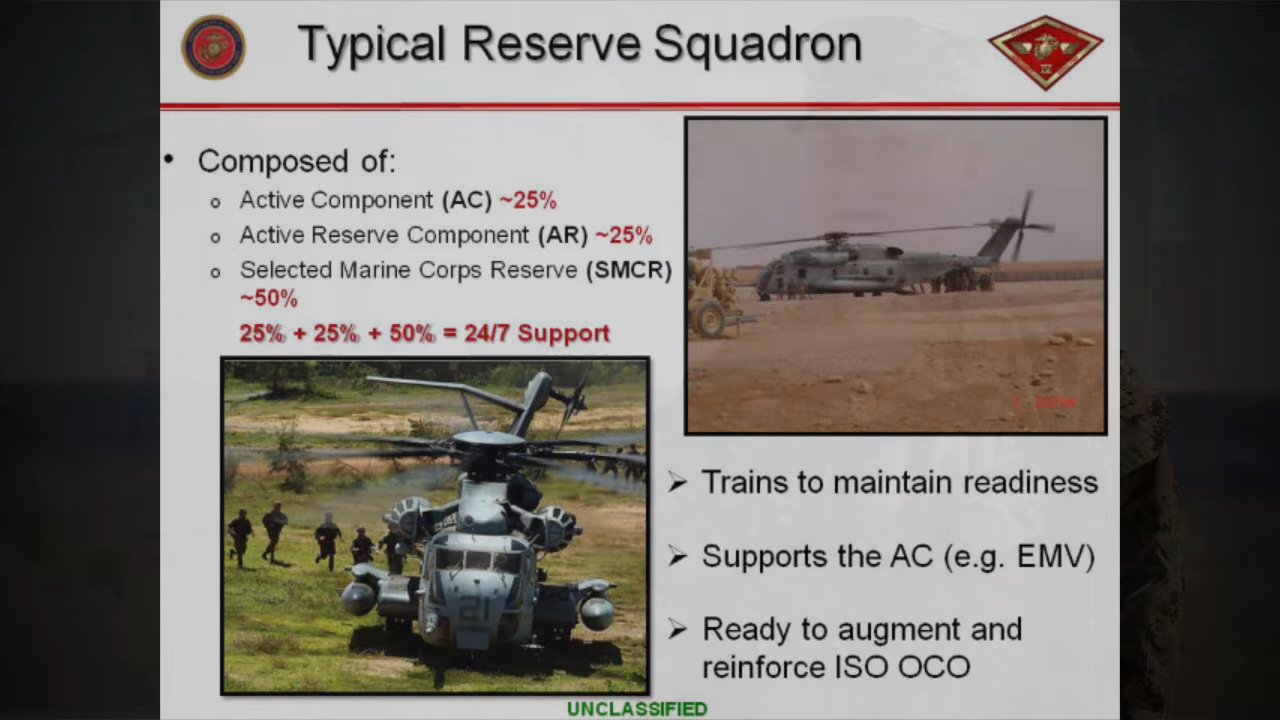 Typical Reserve Squadron
IV
• Composed of:
o Active Component (AC) ~25%
o Active Reserve Component (AR) ~25%
o Selected Marine Corps Reserve (SMCR)
~50%
25% + 25% + 50% = 24/7 Support
21
➢ Trains to maintain readiness
➢ Supports the AC (e.g. EMV)
➢ Ready to augment and
reinforce ISO OCO
UNCLASSIFIED